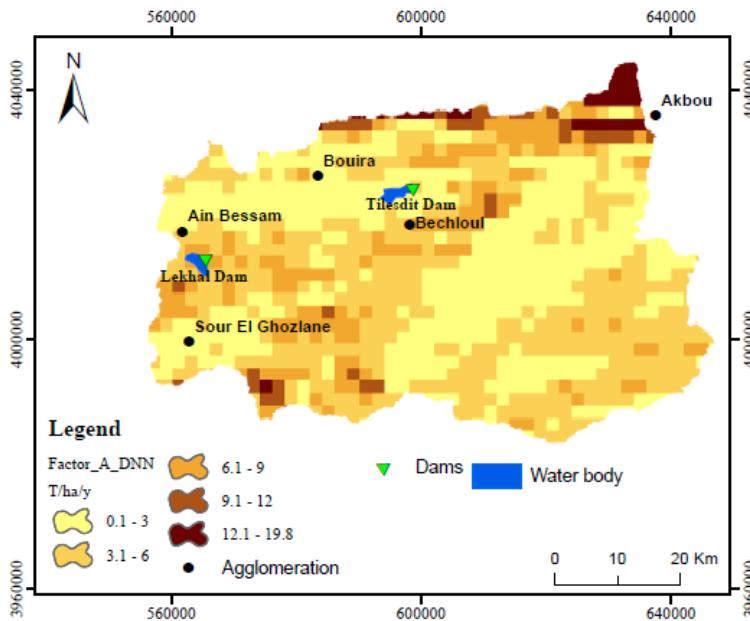 560000 600000 640000
N
4040000
4040000
Akbou
Bouira
Tilesdit Dam
Ain Bessam
Bechloul
Lekhal Dam
Sour El Ghozlane
4000000
4000000
Legend
Factor_A_DNN
T/ha/y
0.1 - 3
3.1 - 6
6.1 - 9
9.1 - 12
12.1 - 19.8
Agglomeration
Dams
Water body
0 10 20 Km
3960000
3960000
560000 600000 640000